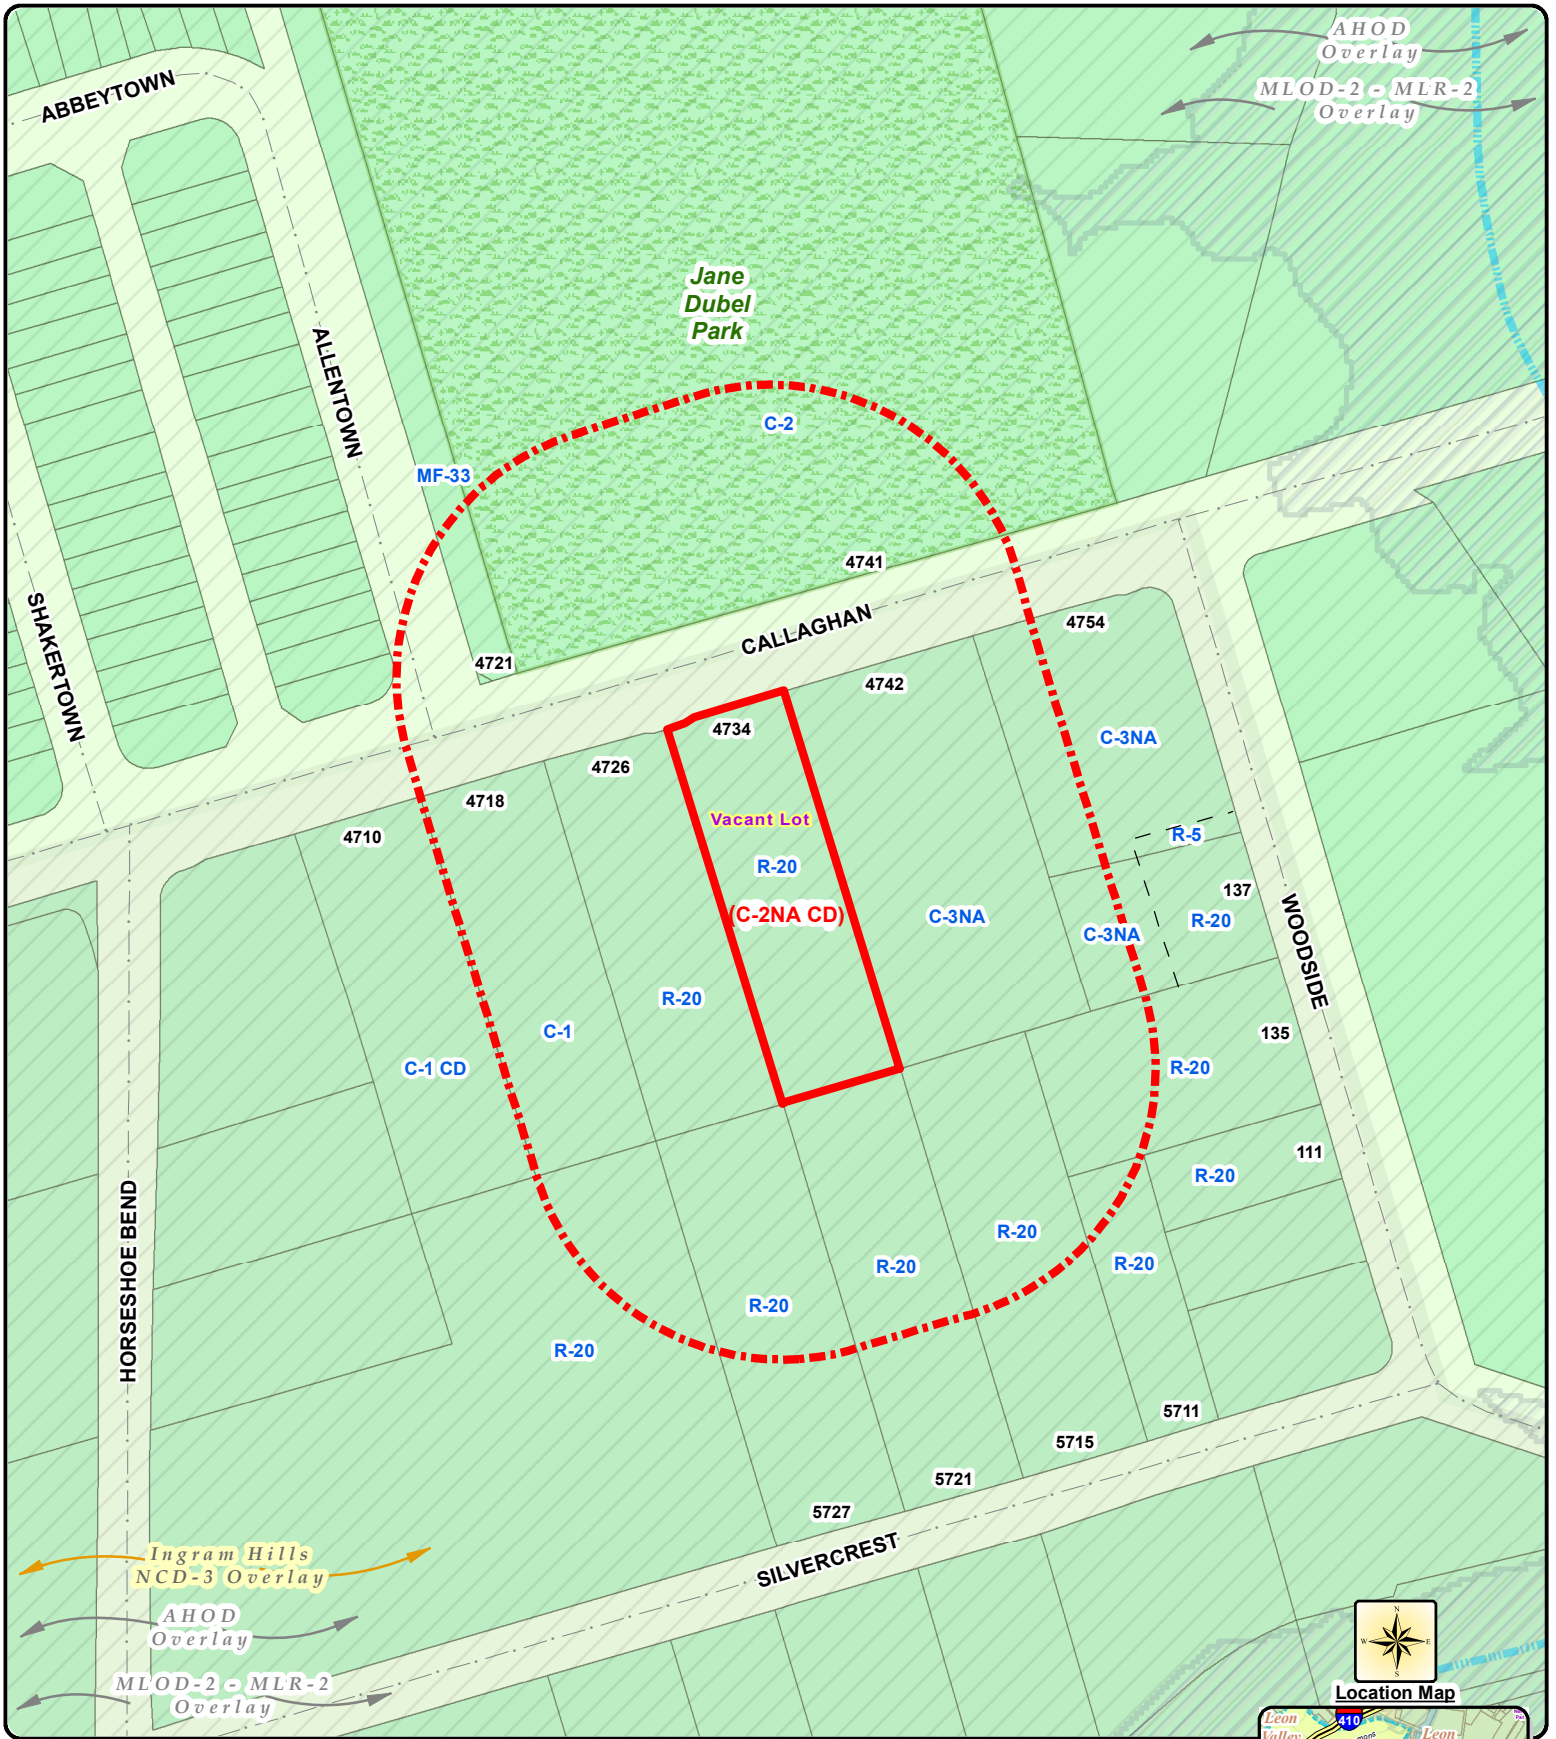 AHOD
Overlay
MLOD-2 - MLR-2
Overlay
ABBEYTOWN
Jane
Dubel
Park
ALLENTOWN
C-2
MF-33
4741
SHAKERTOWN
CALLAGHAN
4754
4721
4742
4734
C-3NA
4726
4718
Vacant Lot
R-5
4710
R-20
137
(C-2NA CD)
C-3NA
R-20
C-3NA
WOODSIDE
R-20
C-1
135
C-1 CD
R-20
111
R-20
HORSESHOE BEND
R-20
R-20
R-20
R-20
R-20
5711
5715
5721
5727
SILVERCREST
Ingram Hills
NCD-3 Overlay
AHOD
Overlay
MLOD-2 - MLR-2
Overlay
N
W E
S
Location Map
Leon
Valley
410
Leon